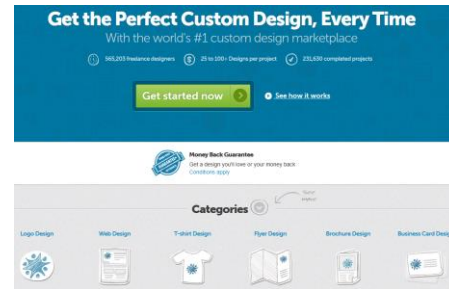 Get the Perfect Custom Design, Every Time
With the world's #1 custom design marketplace
565,203 freelance designers 25 to 100+ Designs per project 231,630 completed projects
Get started now See how it works
Money Back Guarantee
Get a design you'll love or your money back
Conditions apply
Categories
Logo Design Web Design T-shirt Design Flyer Design Brochure Design Business Card Desig